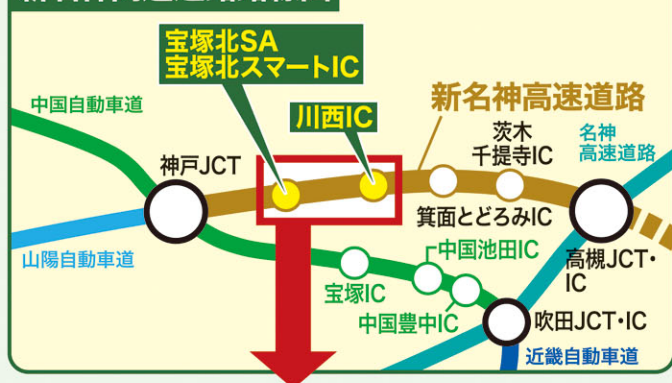 宝塚北SA
宝塚北スマートIC
中国自動車道
川西IC
新名神高速道路
神戸JCT
茨木
千提寺IC
名神
高速道路
箕面とどろみIC
山陽自動車道
高槻JCT・
IC
中国池田IC
宝塚IC
中国豊中IC
吹田JCT・IC
近畿自動車道